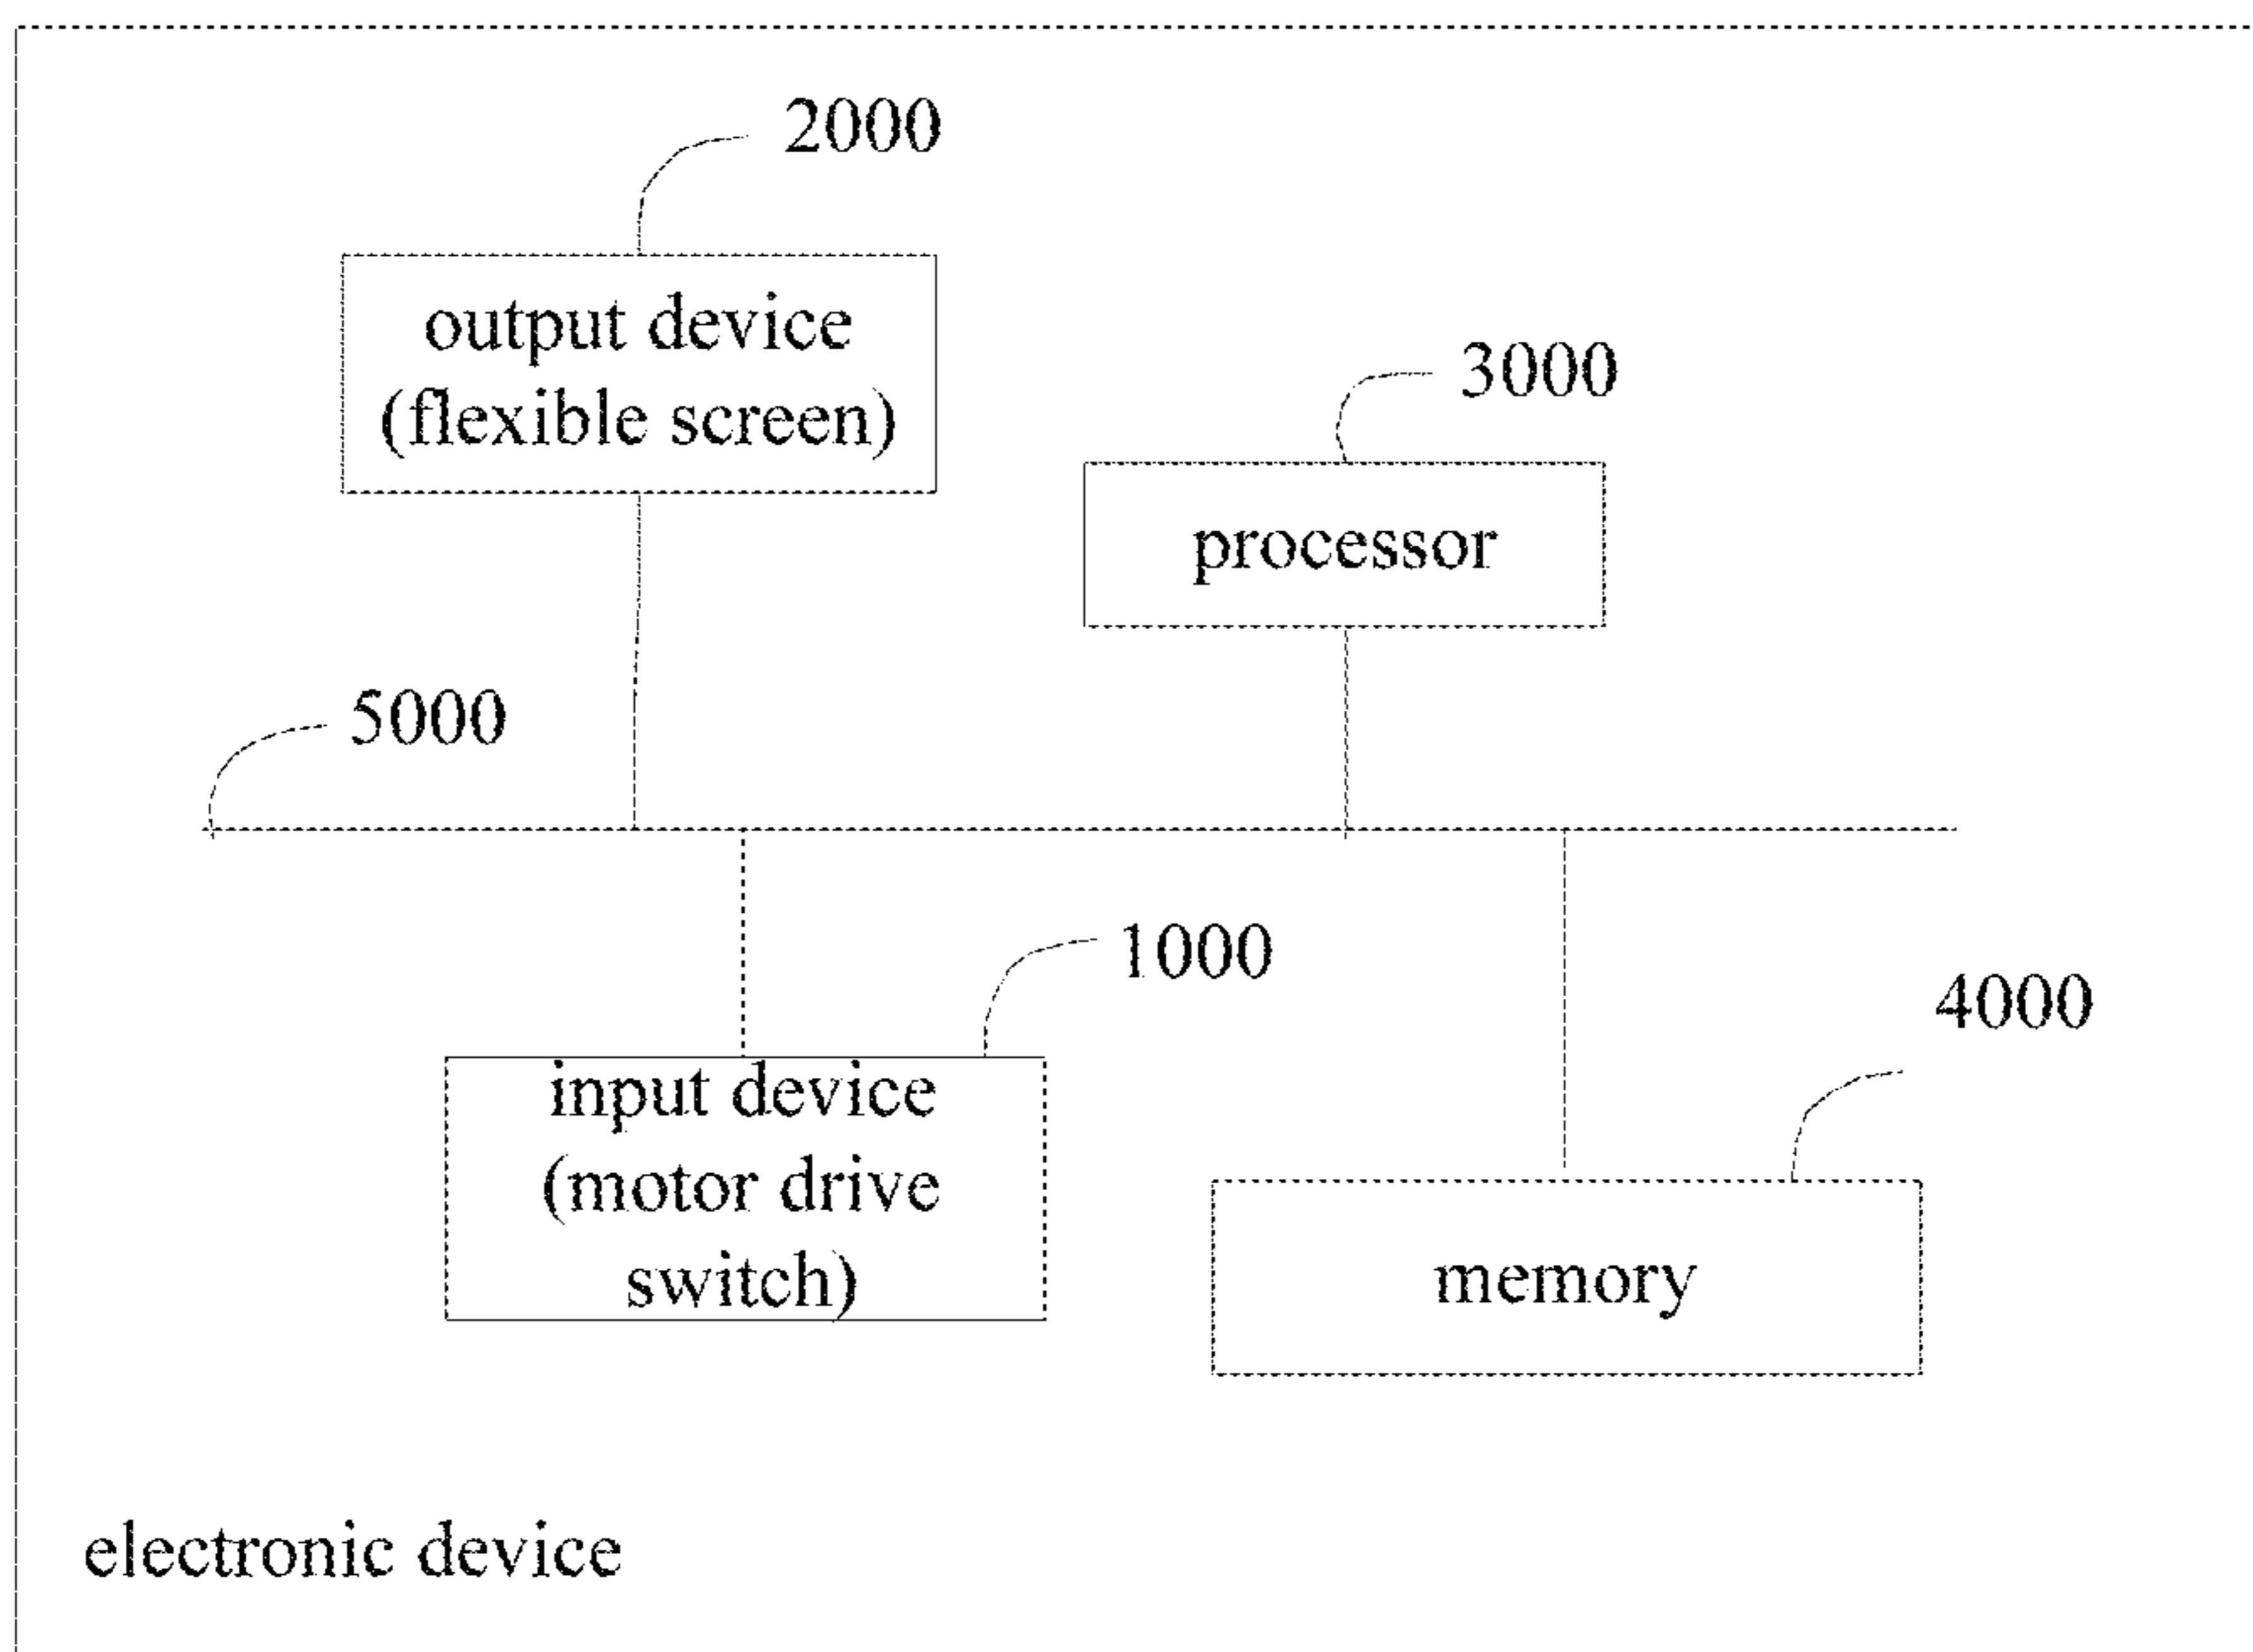 2000
output device
(flexible screen)
3000
processor
5000
1000
4000
input device
(motor drive
switch)
memory
electronic device